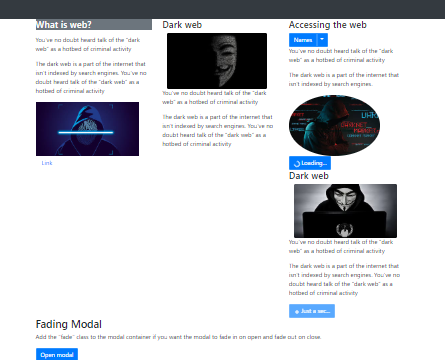 What is web?
You've no doubt heard talk of the "dark
web" as a hotbed of criminal activity
The dark web is a part of the internet that
isn't indexed by search engines. You've no
doubt heard talk of the "dark web" as a
hotbed of criminal activity
Link
Dark web
You've no doubt heard talk of the "dark
web" as a hotbed of criminal activity
The dark web is a part of the internet that
isn't indexed by search engines. You've no
doubt heard talk of the "dark web" as a
hotbed of criminal activity
Accessing the web
Names
You've no doubt heard talk of the "dark
web" as a hotbed of criminal activity
The dark web is a part of the internet that
isn't indexed by search engines.
Loading...
Dark web
You've no doubt heard talk of the "dark
web" as a hotbed of criminal activity
The dark web is a part of the internet that
isn't indexed by search engines. You've no
doubt heard talk of the "dark web" as a
hotbed of criminal activity
Just a sec...
Fading Modal
Add the "fade" class to the modal container if you want the modal to fade in on open and fade out on close.
Open modal